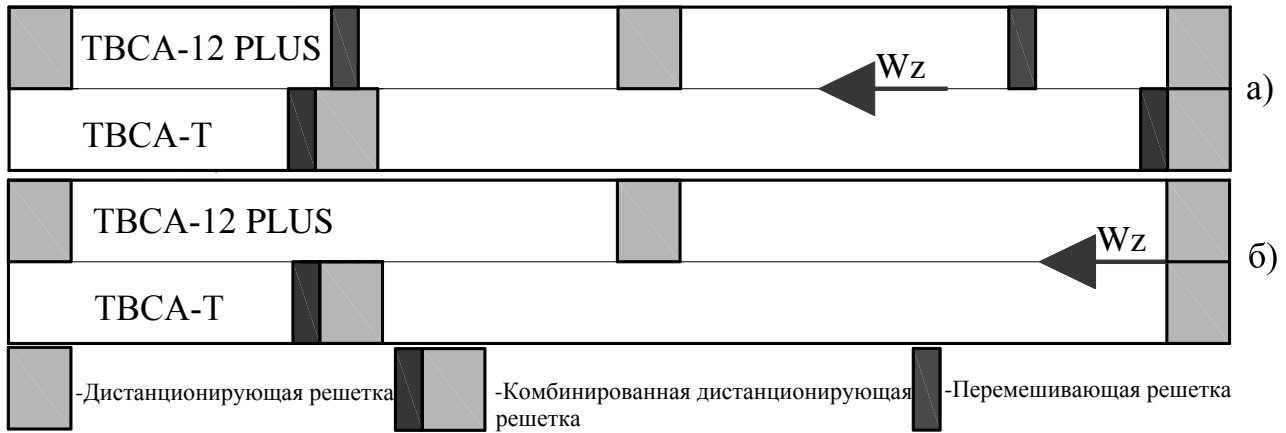 ТВСА-12 PLUS
Wz
а)
ТВСА-Т
ТВСА-12 PLUS
Wz
б)
ТВСА-Т
-Дистанционирующая решетка
-Комбинированная дистанционирующая
решетка
-Перемешивающая решетка